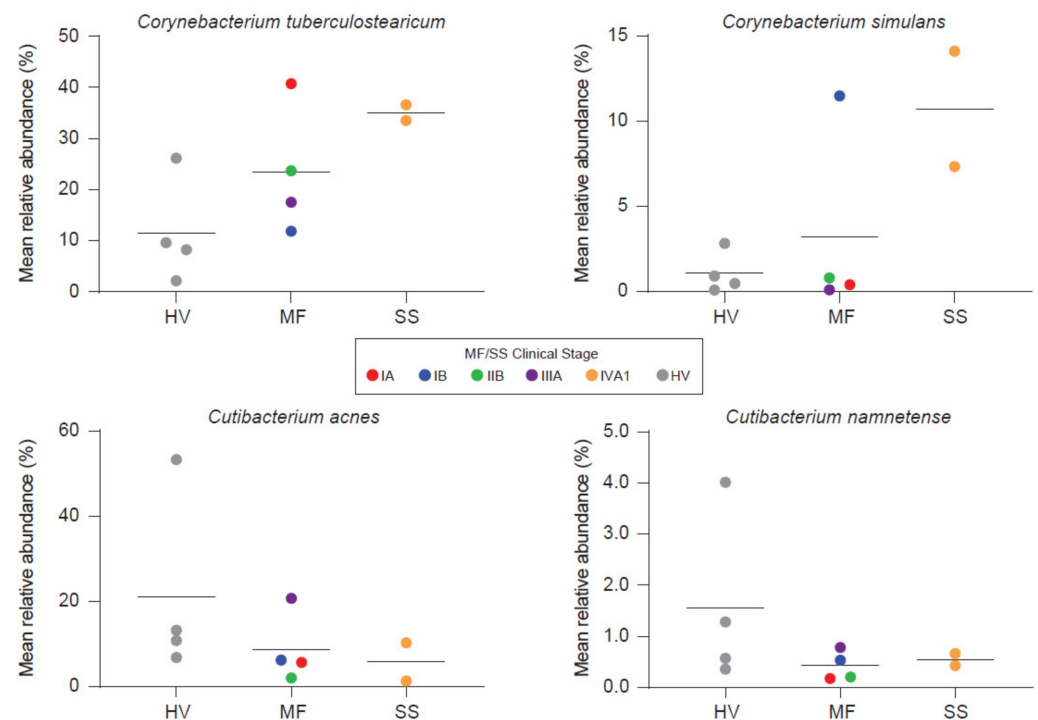 Corynebacterium tuberculostearicum
Mean relative abundance (%)
50
40
30
20
10
0
HV MF SS
Corynebacterium simulans
Mean relative abundance (%)
15
10
5
0
HV MF SS
MF/SS Clinical Stage
IA IB IIB IIIA IVA1 HV
Cutibacterium acnes
Mean relative abundance (%)
60
40
20
0
HV MF SS
Cutibacterium namnetense
Mean relative abundance (%)
5.0
4.0
3.0
2.0
1.0
0.0
HV MF SS